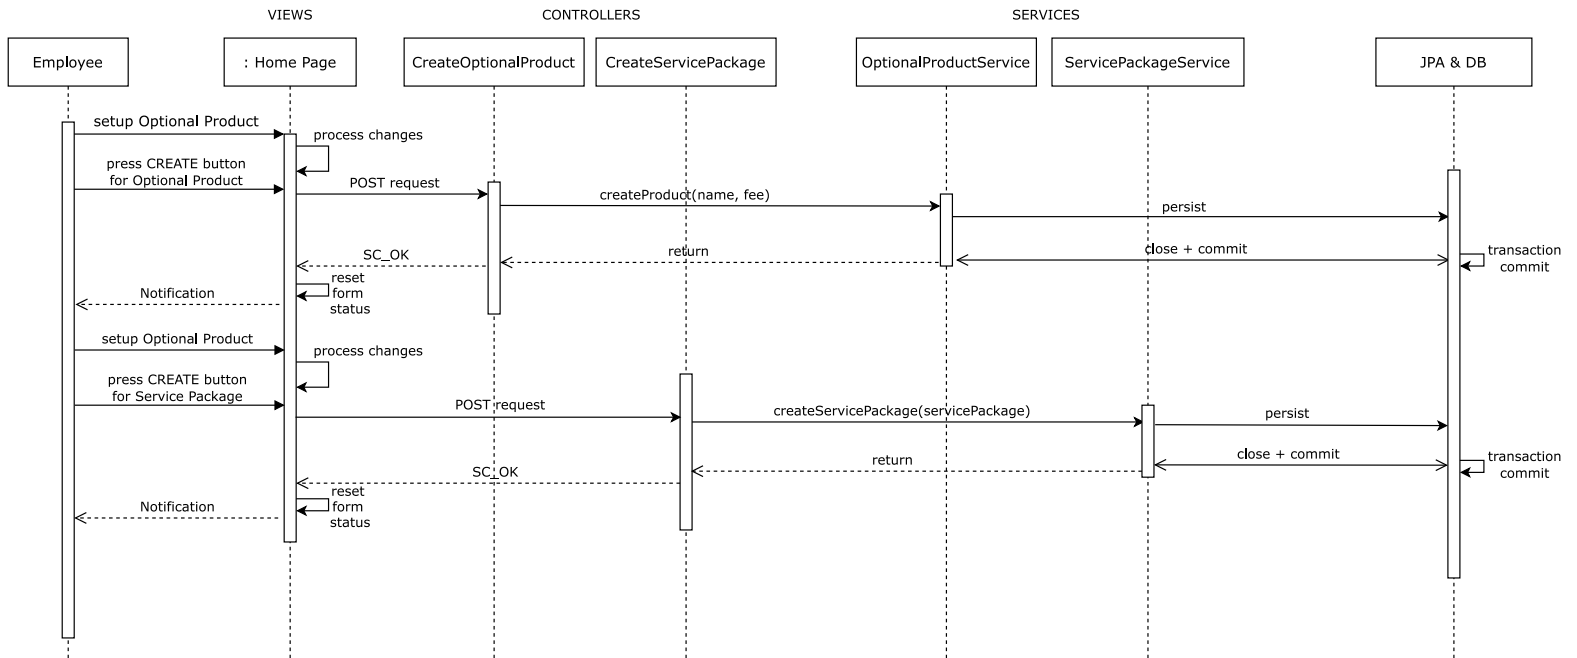 VIEWS
CONTROLLERS
SERVICES
Employee
: Home Page
CreateOptionalProduct
CreateServicePackage
OptionalProductService
ServicePackageService
JPA & DB
setup Optional Product
process changes
press CREATE button
for Optional Product
POST request
createProduct(name, fee)
persist
SC_OK
return
close + commit
transaction
commit
reset
form
status
Notification
setup Optional Product
process changes
press CREATE button
for Service Package
POST request
createServicePackage(servicePackage)
persist
SC_OK
return
close + commit
transaction
commit
reset
form
status
Notification